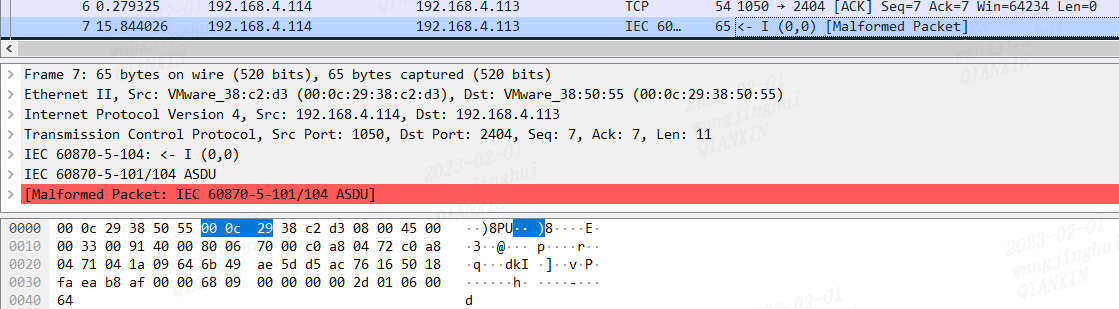 6 0.279325 192.168.4.114 192.168.4.113 TCP 54 1050 → 2404 [ACK] Seq=7 Ack=7 Win=64234 Len=0
7 15.844026 192.168.4.114 192.168.4.113 IEC 60… 65 <- I (0,0) [Malformed Packet]
Frame 7: 65 bytes on wire (520 bits), 65 bytes captured (520 bits)
Ethernet II, Src: VMware_38:c2:d3 (00:0c:29:38:c2:d3), Dst: VMware_38:50:55 (00:0c:29:38:50:55)
Internet Protocol Version 4, Src: 192.168.4.114, Dst: 192.168.4.113
Transmission Control Protocol, Src Port: 1050, Dst Port: 2404, Seq: 7, Ack: 7, Len: 11
IEC 60870-5-104: <- I (0,0)
IEC 60870-5-101/104 ASDU
[Malformed Packet: IEC 60870-5-101/104 ASDU]
0000 00 0c 29 38 50 55 00 0c 29 38 c2 d3 08 00 45 00 ··)8PU·· )8····E·
0010 00 33 00 91 40 00 80 06 70 00 c0 a8 04 72 c0 a8 ·3··@··· p····r··
0020 04 71 04 1a 09 64 6b 49 ae 5d d5 ac 76 16 50 18 ·q···dkI ·]··v·P·
0030 fa ea b8 af 00 00 68 09 00 00 00 00 2d 01 06 00 ······h· ····-···
0040 64 d
2023-02-01
wangjinghui
QIANXIN
2023-02-01
wangjinghui
QIANXIN
2023-02-01
wangjinghui
QIANXIN